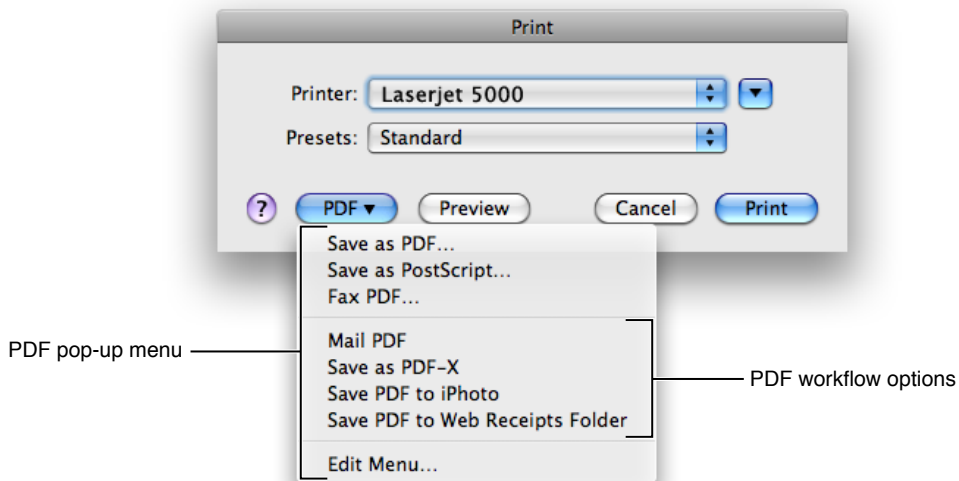 Print
Printer: Laserjet 5000
Presets: Standard
? PDF ▼ Preview Cancel Print
Save as PDF...
Save as PostScript...
Fax PDF...
Mail PDF
Save as PDF-X
Save PDF to iPhoto
Save PDF to Web Receipts Folder
Edit Menu...
PDF pop-up menu
PDF workflow options